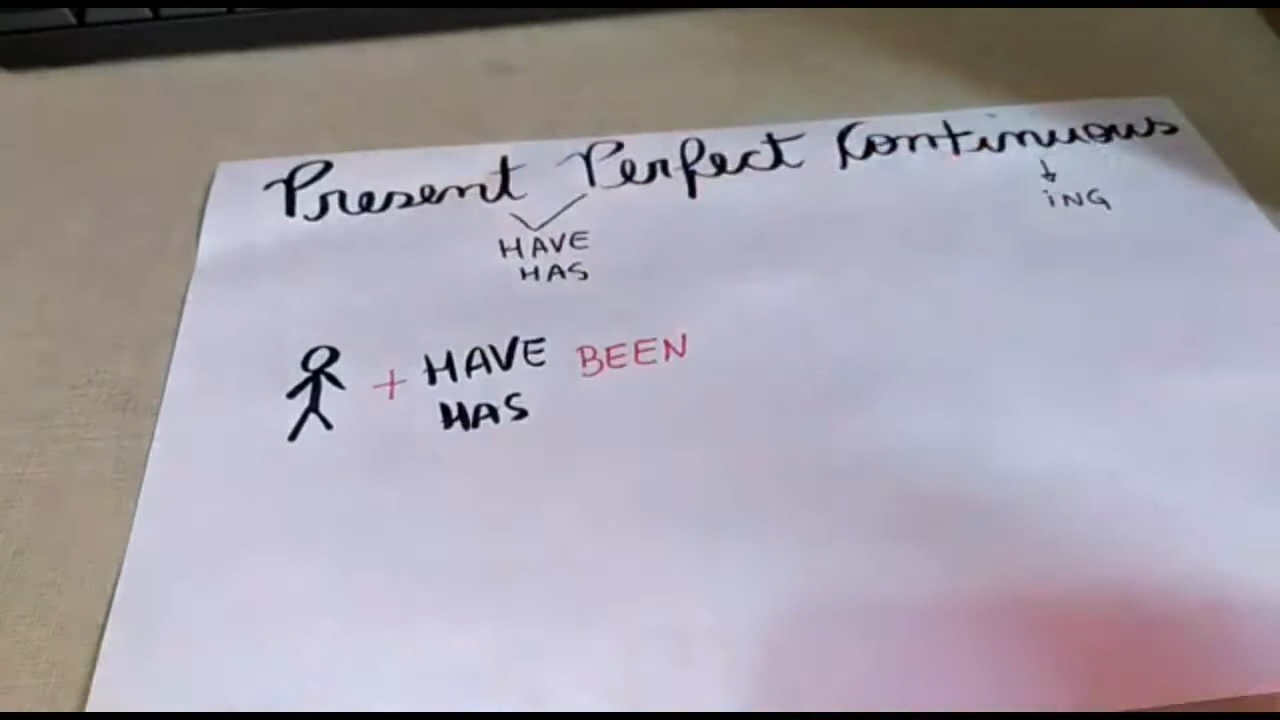 Present Perfect Continuous
HAVE
HAS
iNG
+ HAVE BEEN
HAS